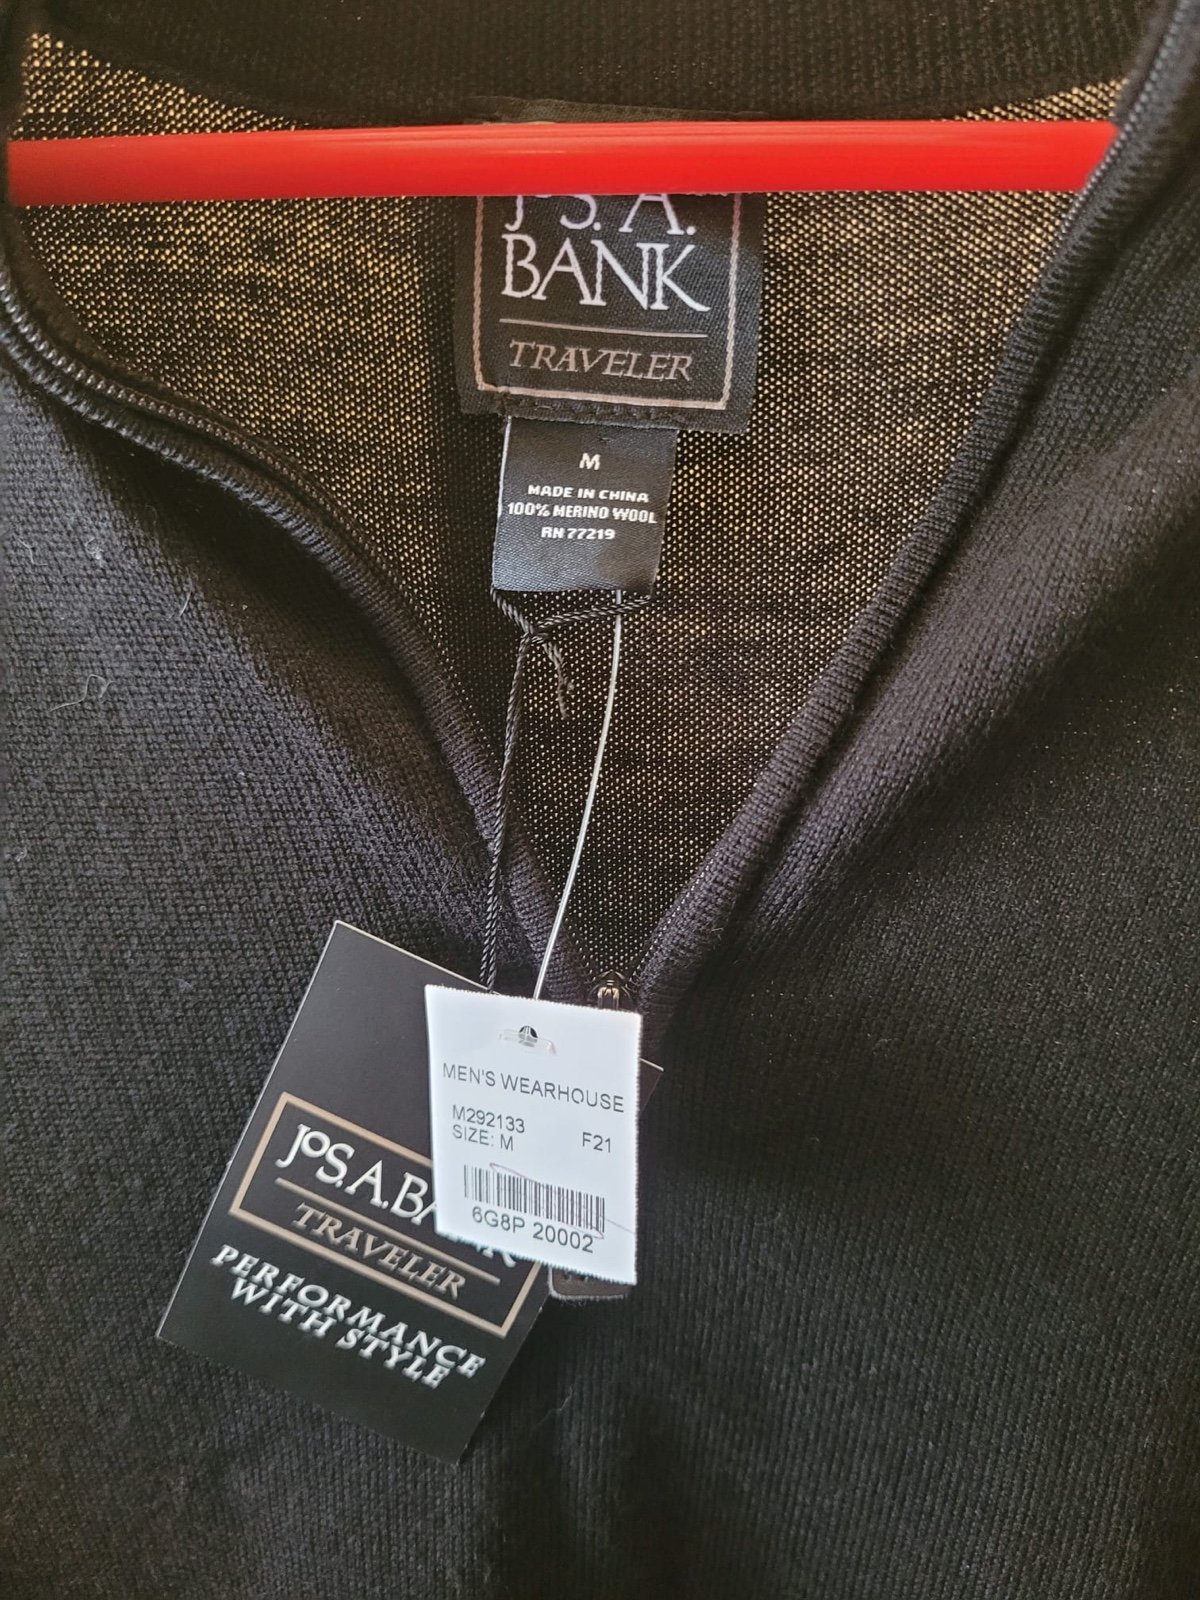 JOS. A.
BANK
TRAVELER
M
MADE IN CHINA
100% MERINO WOOL
RN 77219
MEN'S WEARHOUSE
M292133
SIZE: M F21
6G8P 20002
JOS. A. BANK
TRAVELER
PERFORMANCE
WITH STYLE